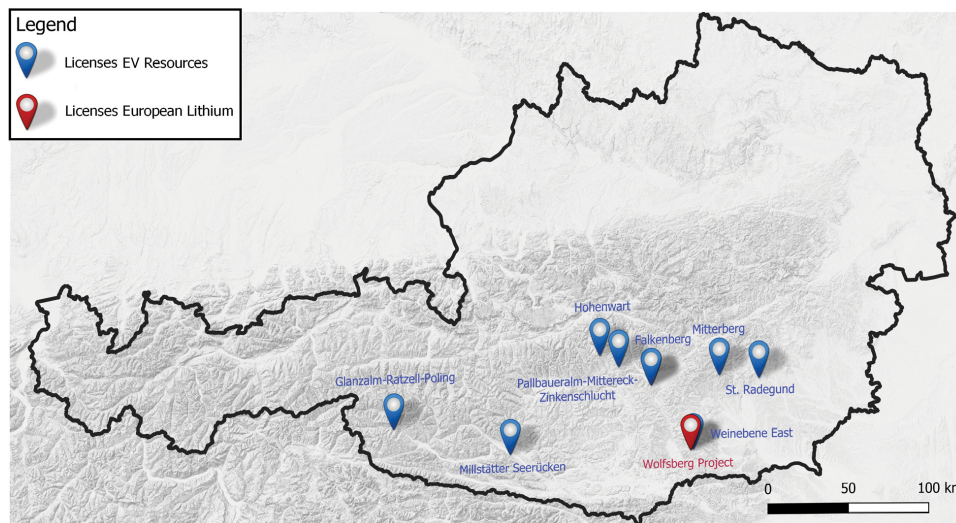 Legend
Licenses EV Resources
Licenses European Lithium
Hohenwart
Falkenberg
Mitterberg
Pallbaueralm-Mittereck-
Zinkenschlucht
St. Radegund
Glanzalm-Ratzell-Poling
Millstätter Seerücken
Weinebene East
Wolfsberg Project
0 50 100 km